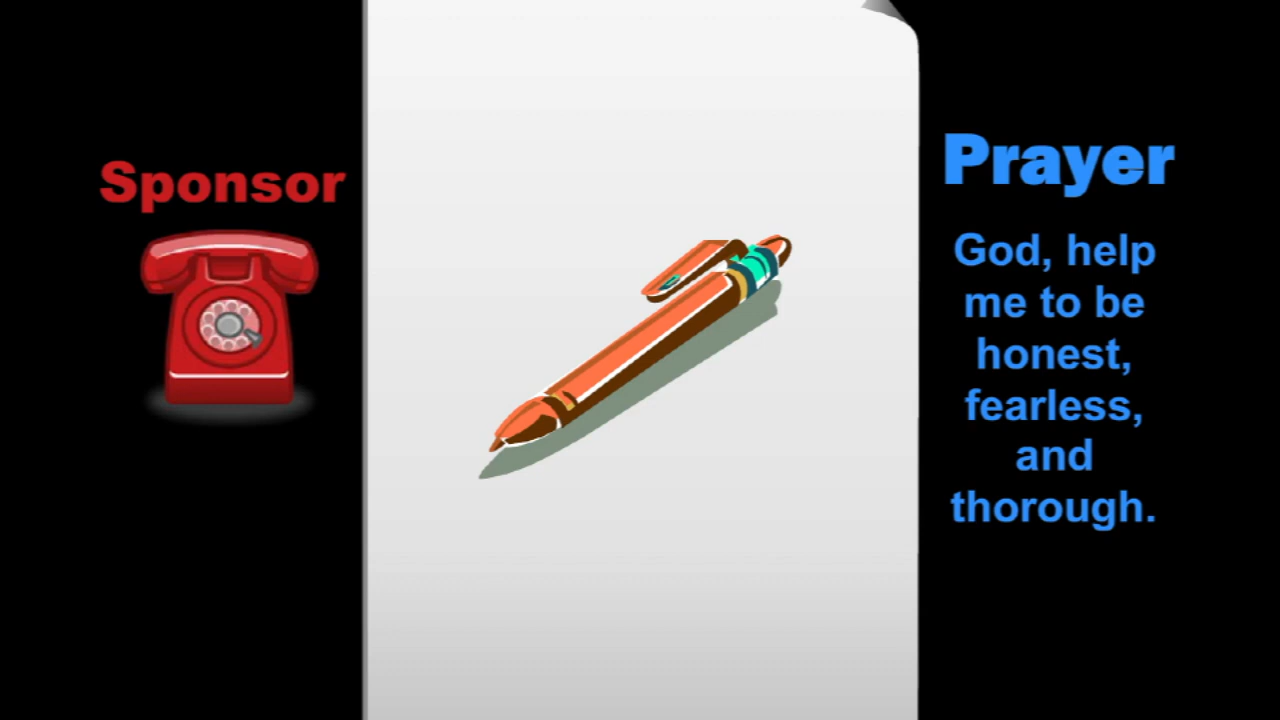 Sponsor
Prayer
God, help
me to be
honest,
fearless,
and
thorough.